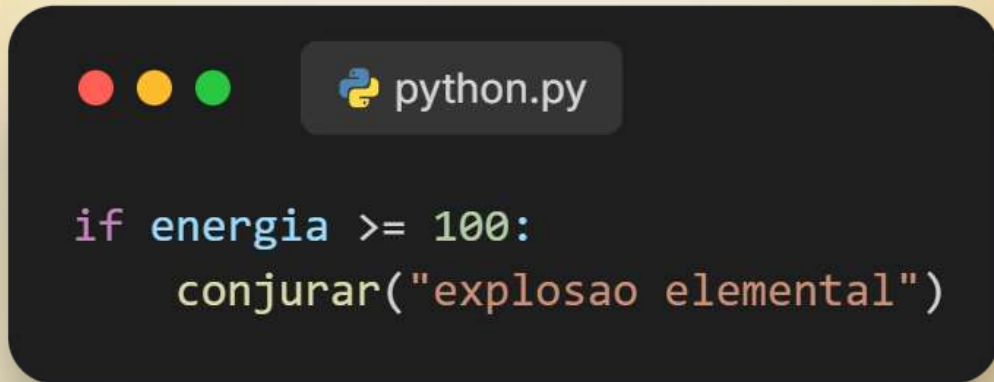 python.py
if energia >= 100:
    conjurar("explosao elemental")